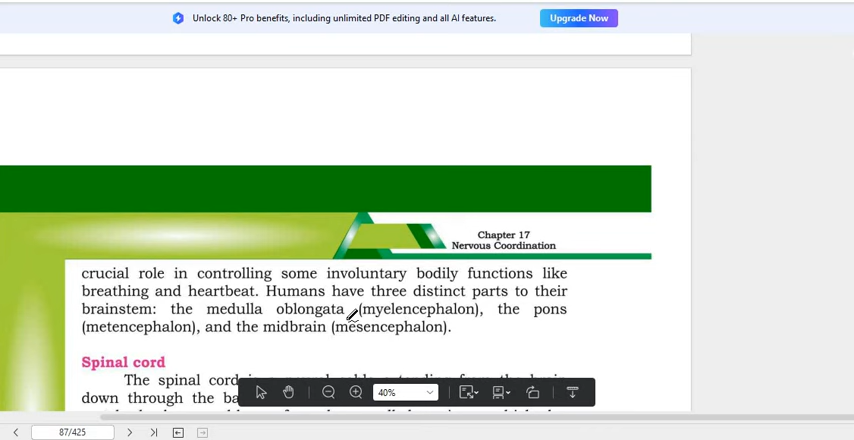 Unlock 80+ Pro benefits, including unlimited PDF editing and all AI features.
Upgrade Now
Chapter 17
Nervous Coordination
crucial role in controlling some involuntary bodily functions like
breathing and heartbeat. Humans have three distinct parts to their
brainstem: the medulla oblongata (myelencephalon), the pons
(metencephalon), and the midbrain (mesencephalon).
Spinal cord
The spinal cord
down through the
40%
87/425